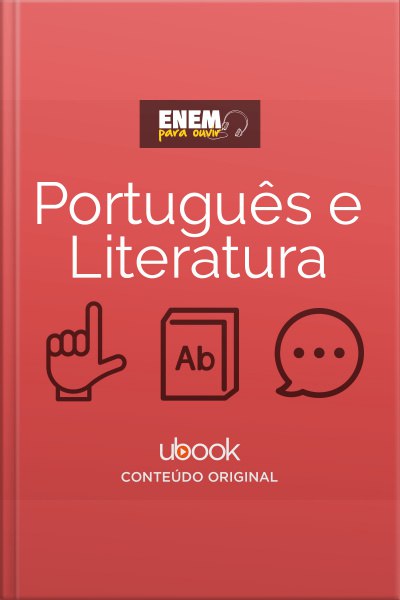 ENEM
para ouvir
Português e
Literatura
Ab
ubook
CONTEÚDO ORIGINAL